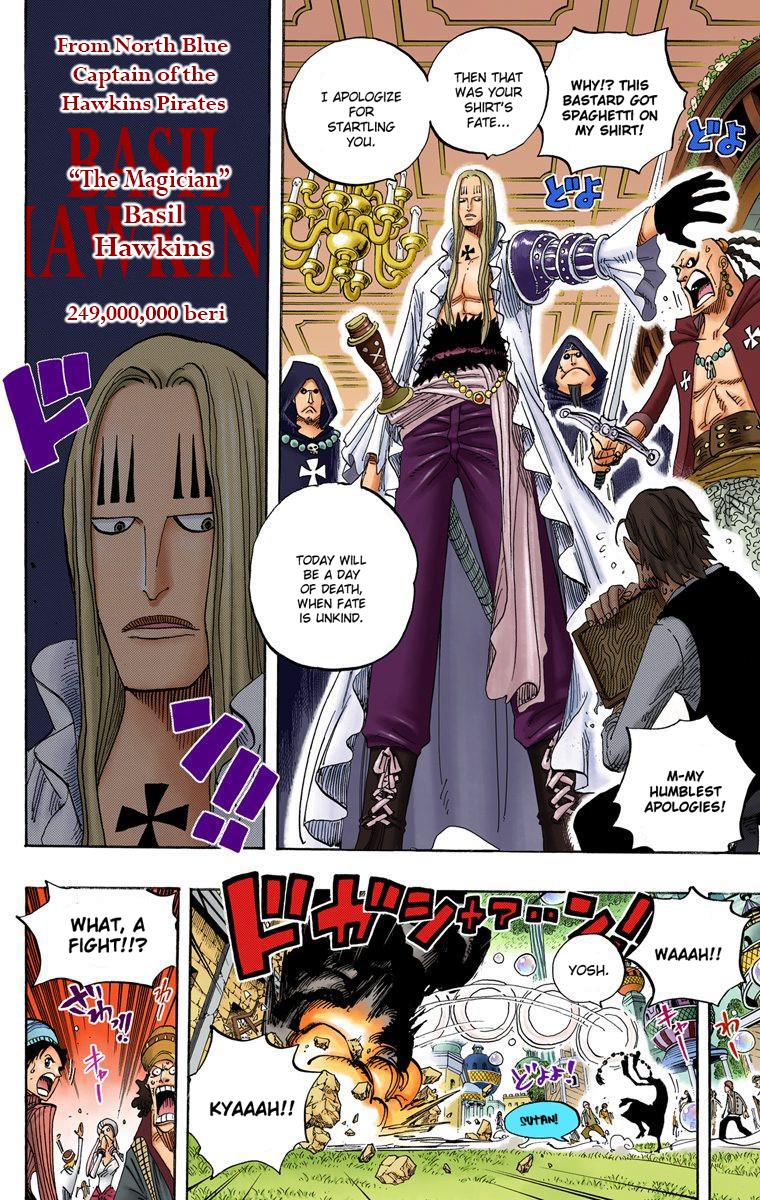 WHY!? THIS
BASTARD GOT
SPAGHETTI ON
MY SHIRT!
THEN THAT
WAS YOUR
SHIRT'S
FATE...
I APOLOGIZE
FOR
STARTLING
YOU.
どよ
どよ
TODAY WILL
BE A DAY
OF DEATH,
WHEN FATE
IS UNKIND.
M-MY
HUMBLEST
APOLOGIES!
From North Blue
Captain of the
Hawkins Pirates
BASIL
HAWKIN
“The Magician”
Basil
Hawkins
249,000,000 beri
ド
ン!!
WAAAH!!
わー
キャー
YOSH.
ドガシャア··ン!
どよよ!
SUTAN!
KYAAAH!!
WHAT, A
FIGHT!!?
ざわっ!!
わー
キャー